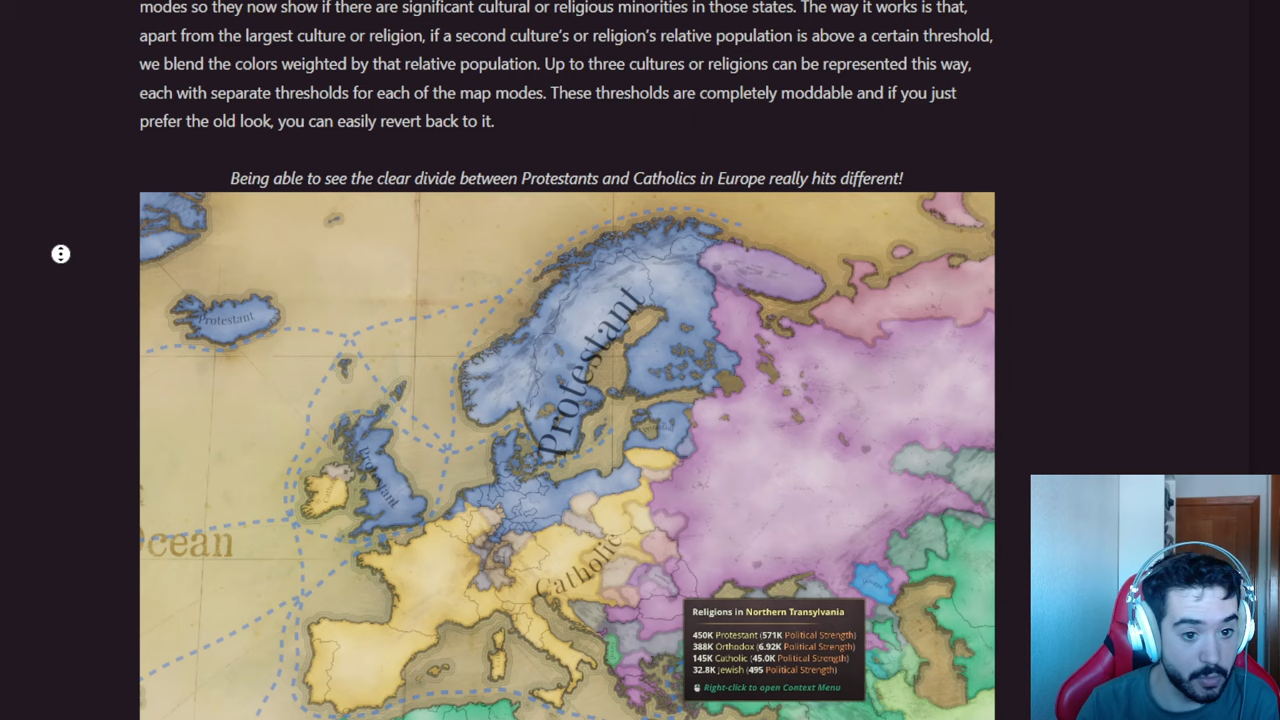 modes so they now show if there are significant cultural or religious minorities in those states. The way it works is that,
apart from the largest culture or religion, if a second culture's or religion's relative population is above a certain threshold,
we blend the colors weighted by that relative population. Up to three cultures or religions can be represented this way,
each with separate thresholds for each of the map modes. These thresholds are completely moddable and if you just
prefer the old look, you can easily revert back to it.
Being able to see the clear divide between Protestants and Catholics in Europe really hits different!
Protestant
Protestant
Protestant
cean
Catholic
Religions in Northern Transylvania
450K Protestant (571K Political Strength)
388K Orthodox (6.92K Political Strength)
145K Catholic (45.0K Political Strength)
32.8K Jewish (495 Political Strength)
Right-click to open Context Menu